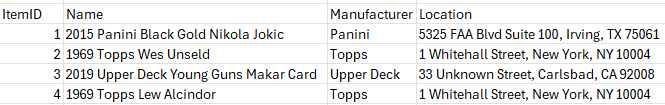 ItemID Name Manufacturer Location
1 2015 Panini Black Gold Nikola Jokic Panini 5325 FAA Blvd Suite 100, Irving, TX 75061
2 1969 Topps Wes Unseld Topps 1 Whitehall Street, New York, NY 10004
3 2019 Upper Deck Young Guns Makar Card Upper Deck 33 Unknown Street, Carlsbad, CA 92008
4 1969 Topps Lew Alcindor Topps 1 Whitehall Street, New York, NY 10004